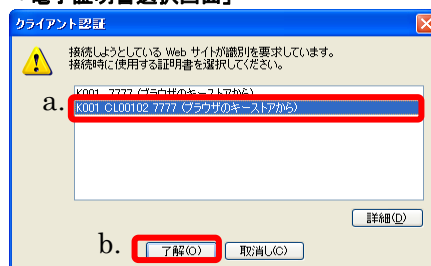 「電子証明書選択画面」
クライアント認証
接続しようとしている Web サイトが識別を要求しています。
接続時に使用する証明書を選択してください。
K001 7777 (ブラウザのキーストアから)
a.
K001 CL00102 7777 (ブラウザのキーストアから)
詳細(D)
b.
了解(O)
取消し(C)